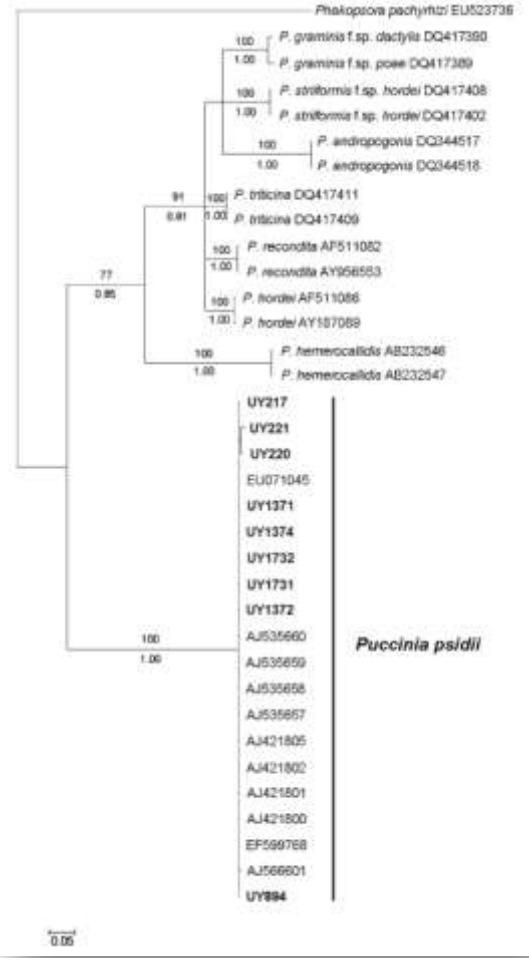 Phakopsora pachyrhizi EU523736
P. graminis f.sp. dactylis DQ417390
100
1.00
P. graminis f.sp. poae DQ417389
P. striiformis f.sp. hordei DQ417408
100
1.00
P. striiformis f.sp. hordei DQ417402
P. andropogonis DQ344517
100
1.00
P. andropogonis DQ344518
P. triticina DQ417411
91
100
0.91
1.00
P. triticina DQ417409
P. recondita AF511082
100
1.00
P. recondita AY956553
77
0.85
P. hordei AF511086
100
1.00
P. hordei AY187089
P. hemerocallidis AB232546
100
1.00
P. hemerocallidis AB232547
UY217
UY221
UY220
EU071045
UY1371
UY1374
UY1732
UY1731
UY1372
AJ535660
100
1.00
Puccinia psidii
AJ535659
AJ535658
AJ535657
AJ421805
AJ421802
AJ421801
AJ421800
EF599768
AJ566601
UY894
0.05